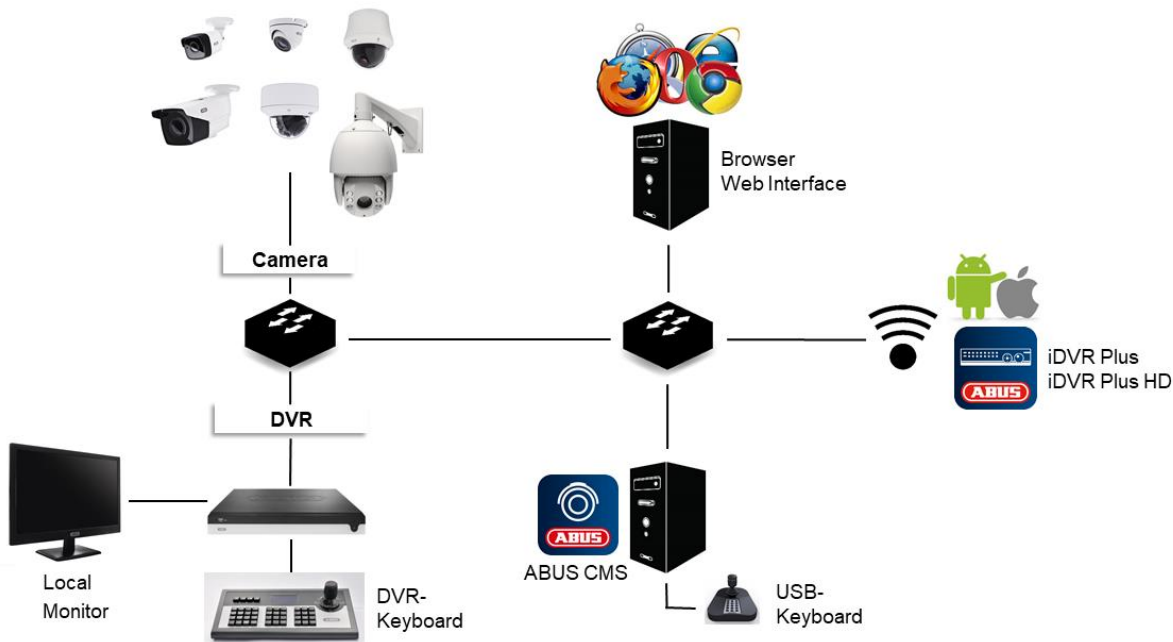 Browser
Web Interface
Camera
iDVR Plus
iDVR Plus HD
ABUS
DVR
ABUS
ABUS CMS
Local
Monitor
DVR-
Keyboard
USB-
Keyboard